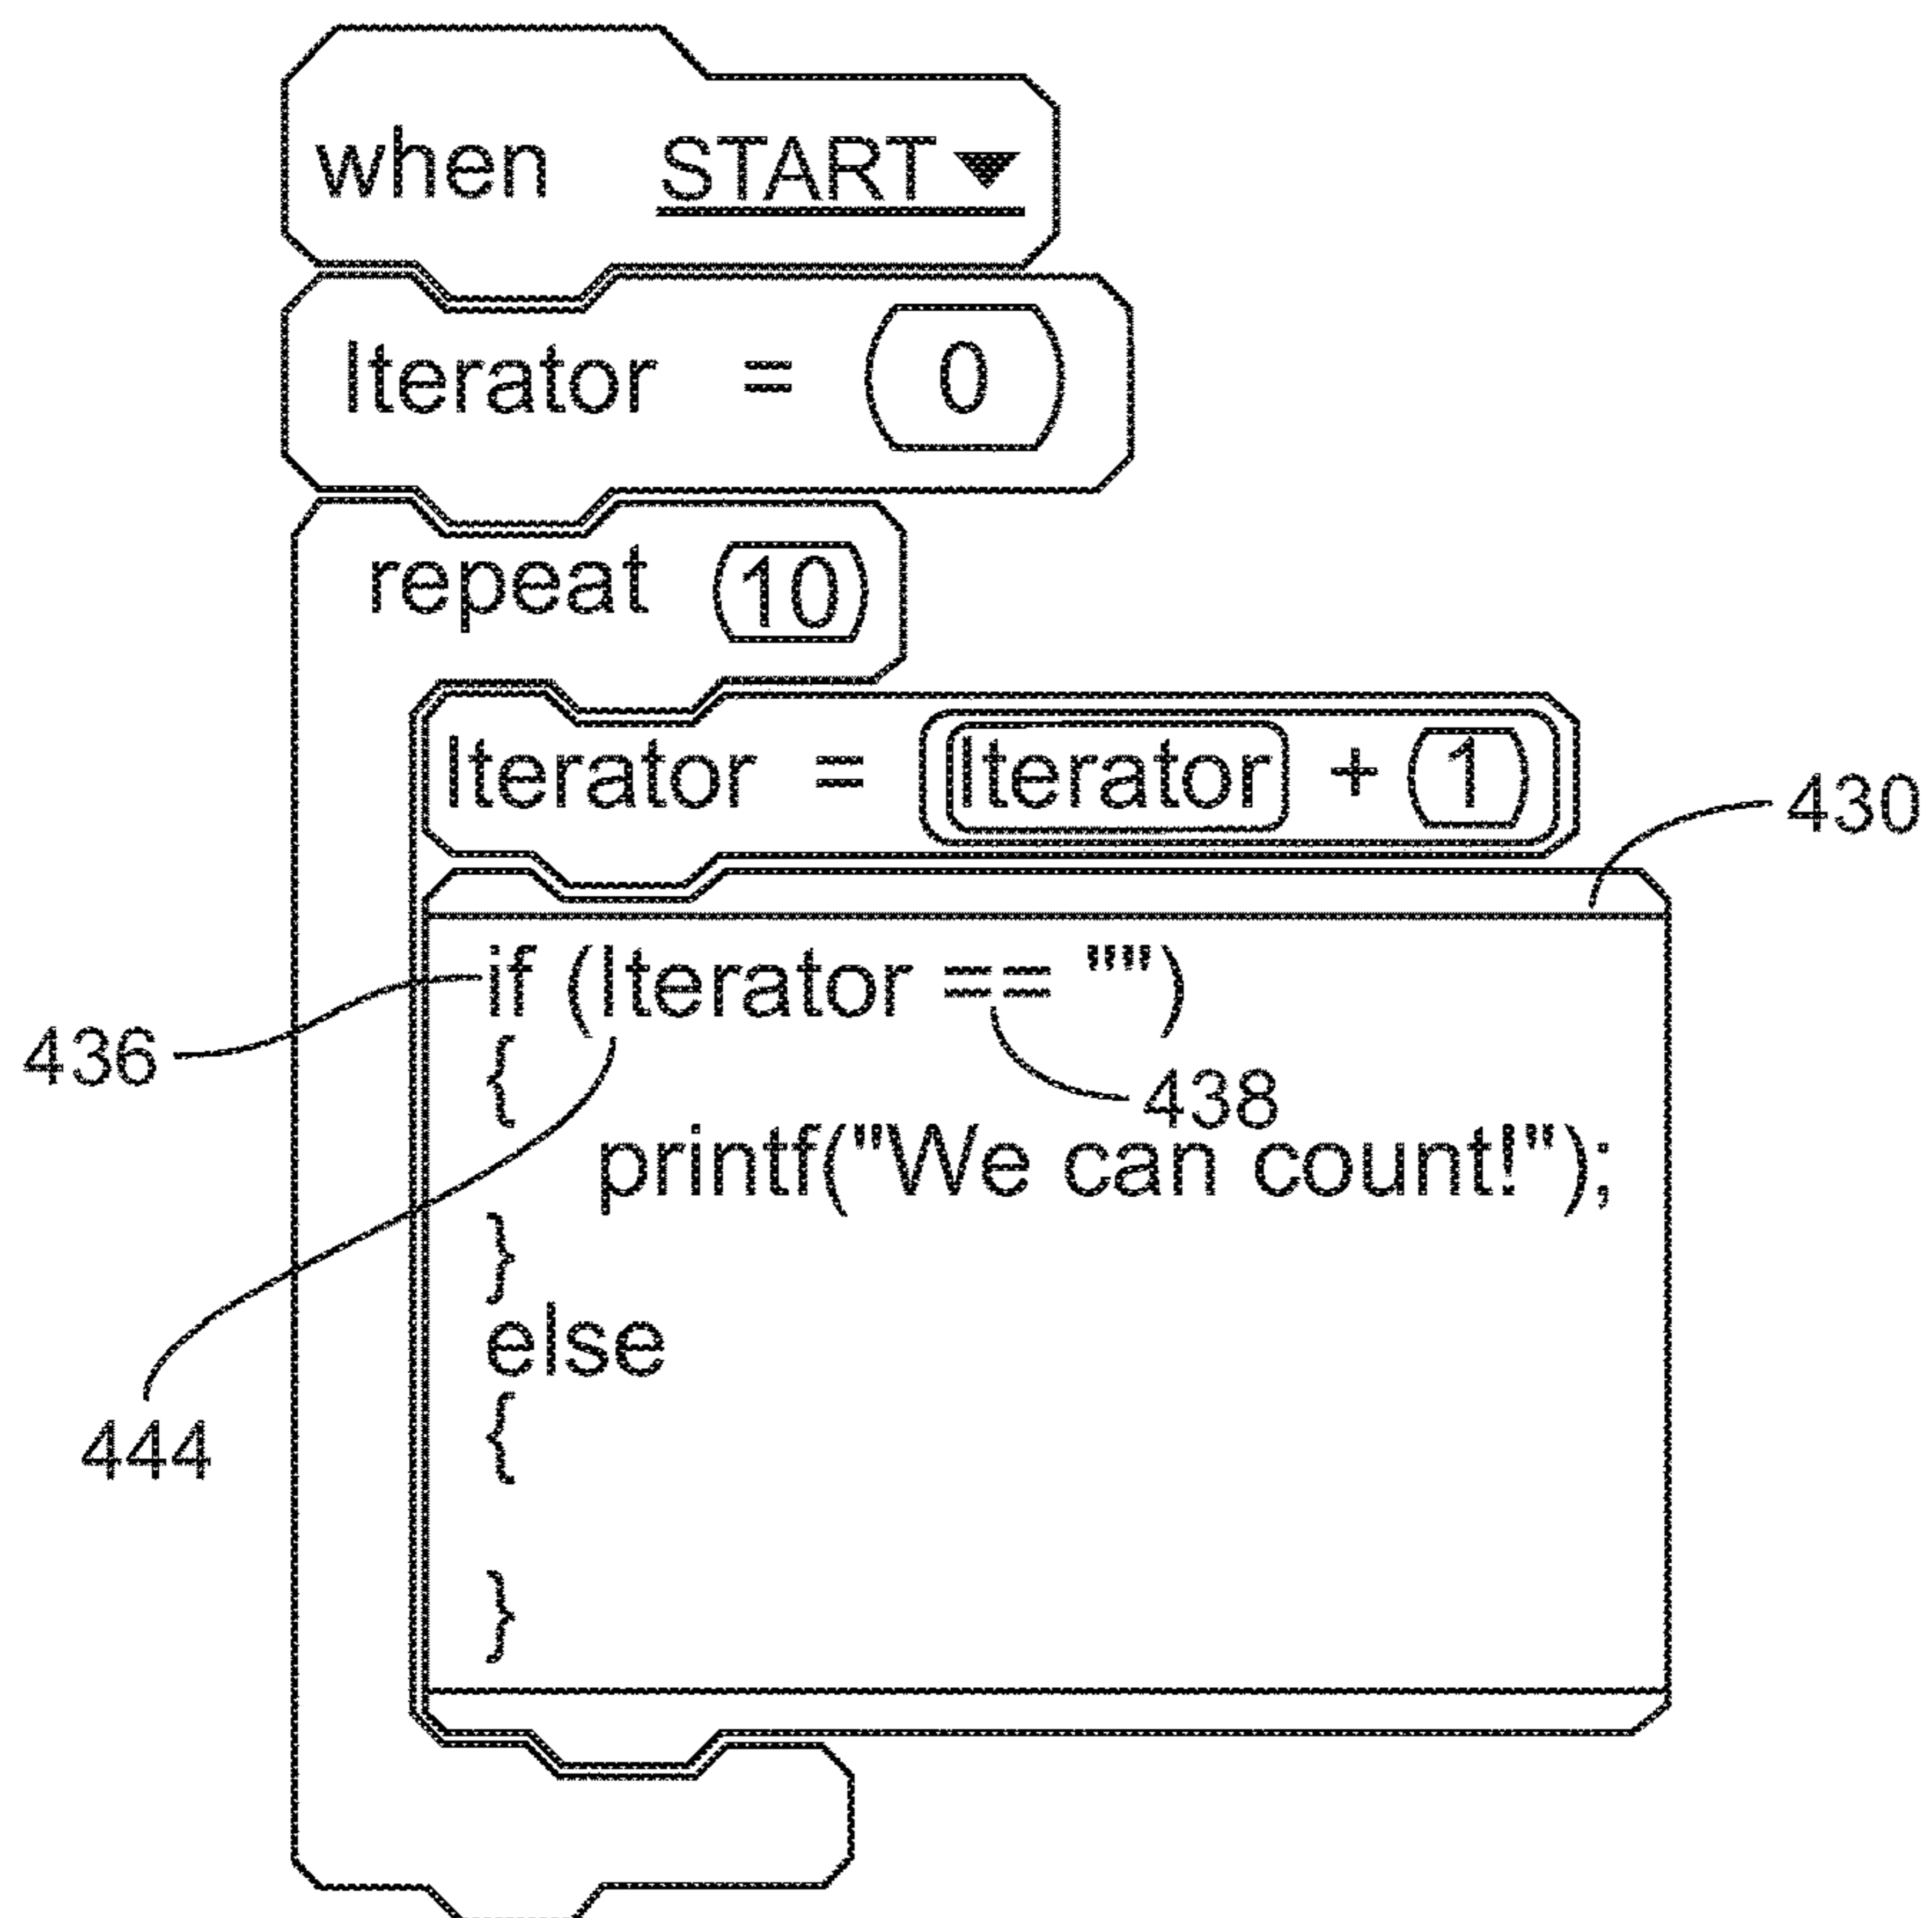 when START
Iterator = 0
repeat 10
Iterator = Iterator + 1
430
if (Iterator == "")
436
{
438
printf("We can count!");
}
else
444
{
}